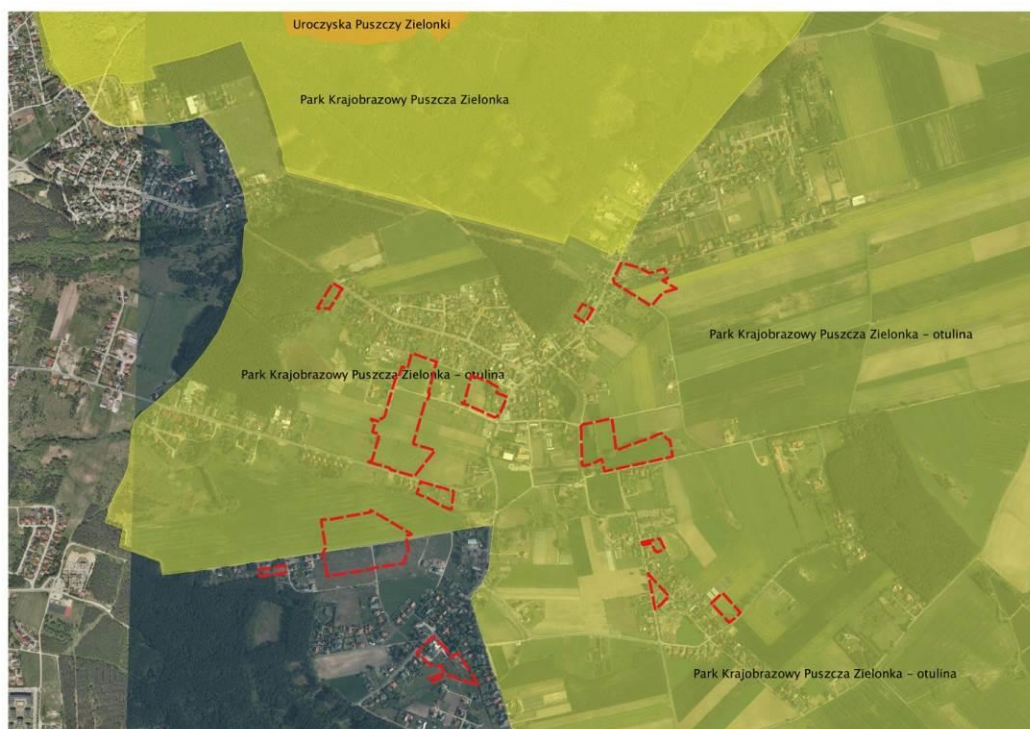 Uroczyska Puszczy Zielonki
Park Krajobrazowy Puszcza Zielonka
Park Krajobrazowy Puszcza Zielonka - otulina
Park Krajobrazowy Puszcza Zielonka - otulina
Park Krajobrazowy Puszcza Zielonka - otulina